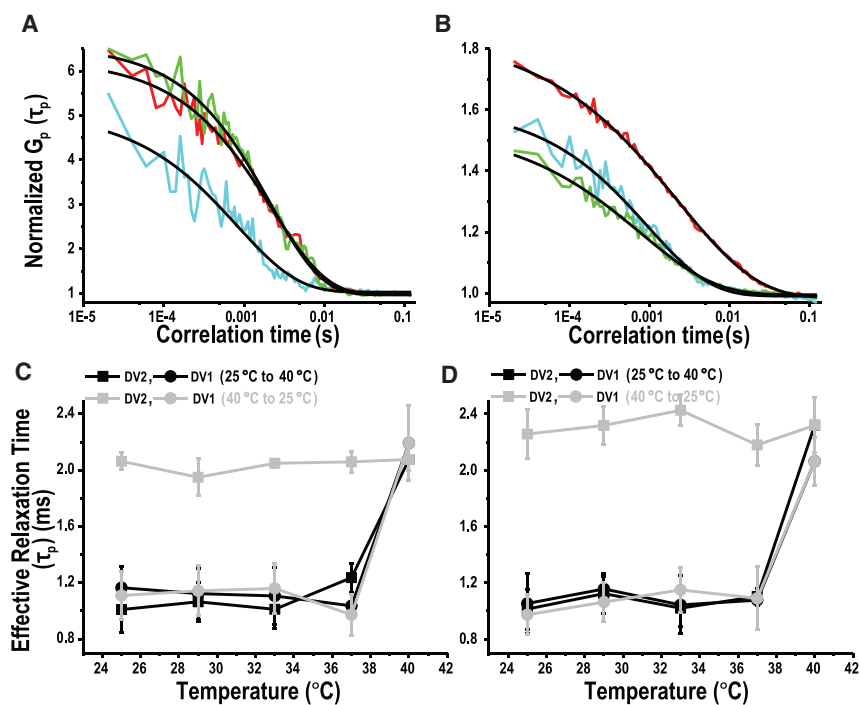 A
B
Normalized Gp (τp)
6
5
4
3
2
1
1E-5
1E-4
0.001
0.01
0.1
Correlation time (s)
1.8
1.6
1.4
1.2
1.0
1E-5
1E-4
0.001
0.01
0.1
Correlation time (s)
C
DV2, DV1 (25 °C to 40 °C)
DV2, DV1 (40 °C to 25 °C)
Effective Relaxation Time
(τp) (ms)
2.4
2.0
1.6
1.2
0.8
24 26 28 30 32 34 36 38 40 42
Temperature (°C)
D
DV2, DV1 (25 °C to 40 °C)
DV2, DV1 (40 °C to 25 °C)
2.4
2.0
1.6
1.2
0.8
24 26 28 30 32 34 36 38 40 42
Temperature (°C)